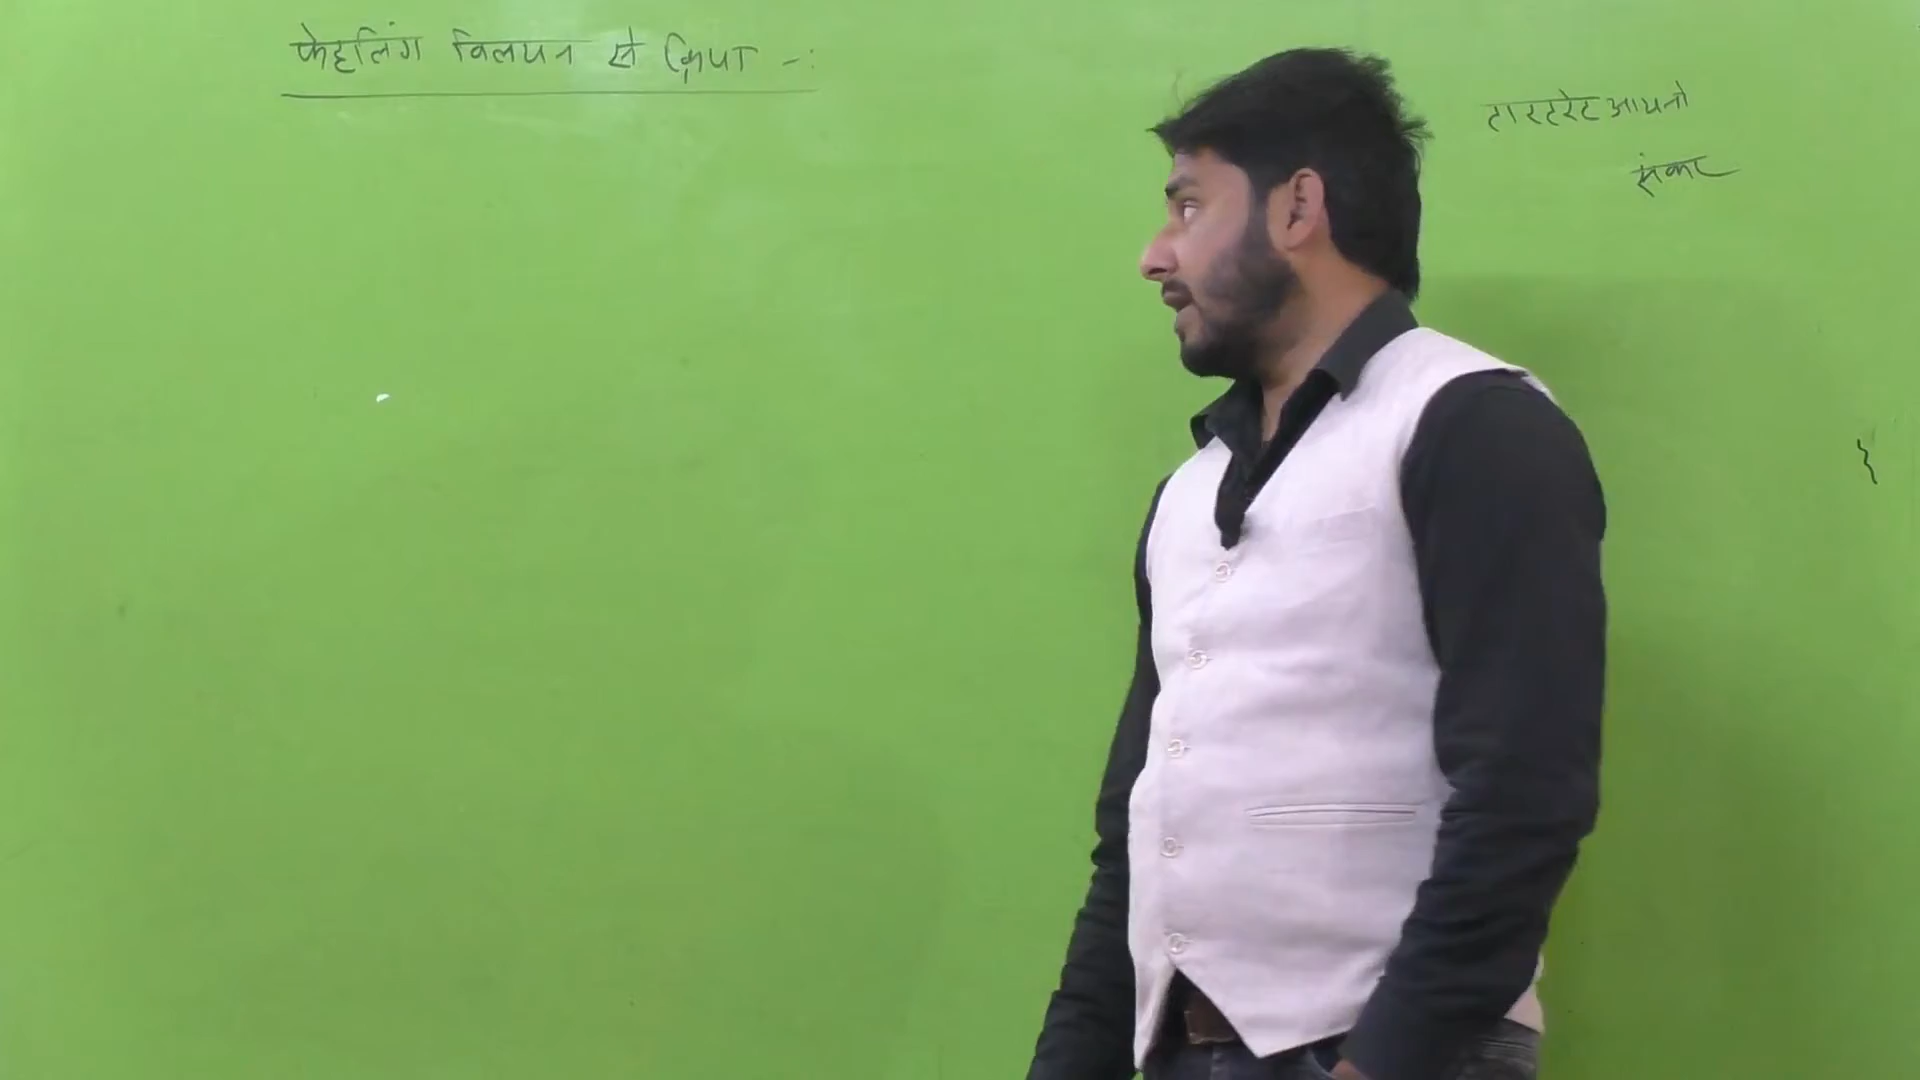 फेहलिंग विलयन से क्रिया -:
टारटरेट आयनो
संकर